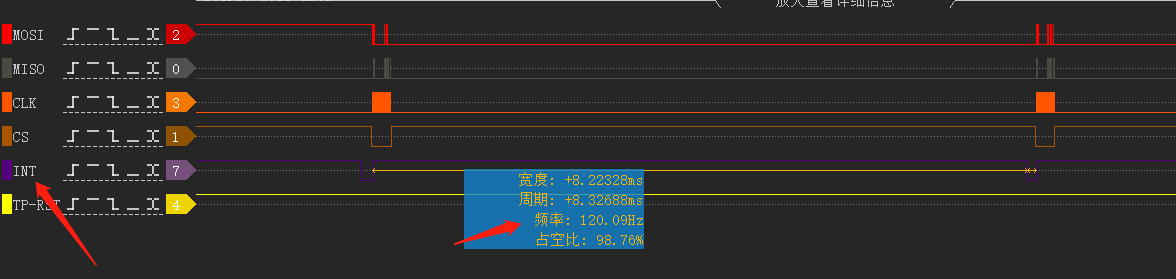 放大查看详细信息
MOSI 2
MISO 0
CLK 3
CS 1
INT 7
宽度: +8.22328ms
周期: +8.32688ms
TP-RST 4
频率: 120.09Hz
占空比: 98.76%